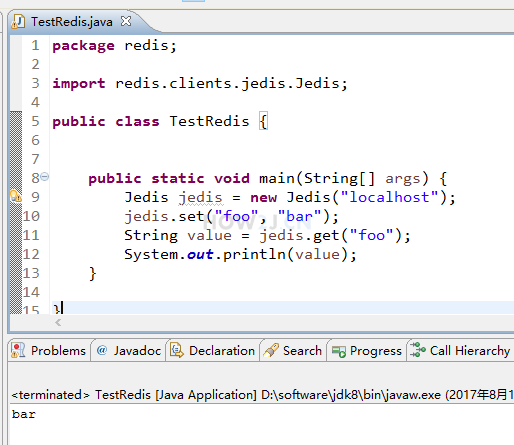 TestRedis.java
1 package redis;
2
3 import redis.clients.jedis.Jedis;
4
5 public class TestRedis {
6
7
8 public static void main(String[] args) {
9 Jedis jedis = new Jedis("localhost");
10 jedis.set("foo", "bar");
11 String value = jedis.get("foo");
12 System.out.println(value);
13 }
14
15 }
Problems @ Javadoc Declaration Search Progress Call Hierarchy
<terminated> TestRedis [Java Application] D:\software\jdk8\bin\javaw.exe (2017年8月1
bar